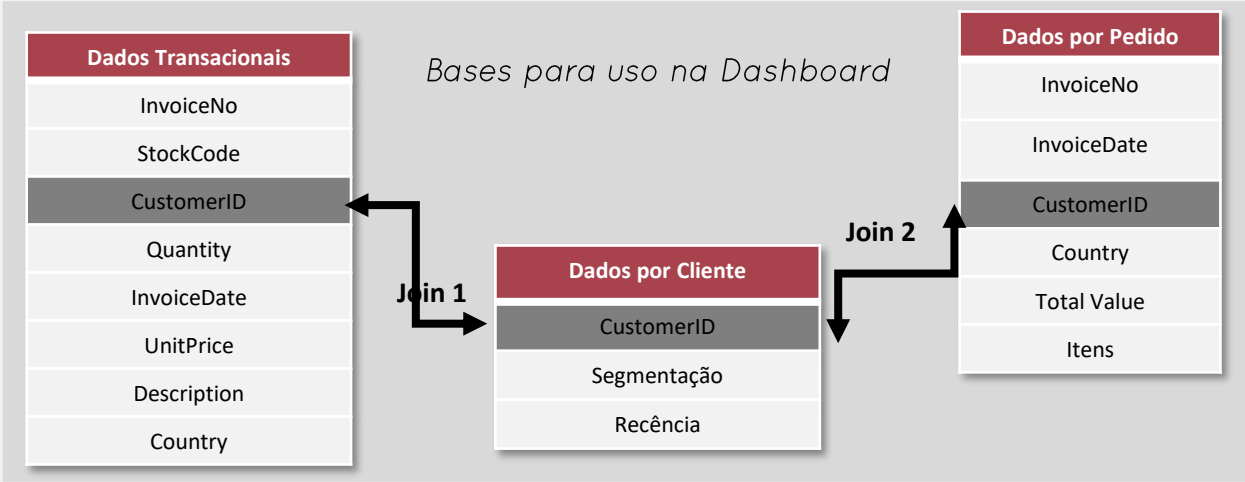 Bases para uso na Dashboard
Dados Transacionais
InvoiceNo
StockCode
CustomerID
Quantity
InvoiceDate
UnitPrice
Description
Country
Join 1
Dados por Cliente
CustomerID
Segmentação
Recência
Join 2
Dados por Pedido
InvoiceNo
InvoiceDate
CustomerID
Country
Total Value
Itens